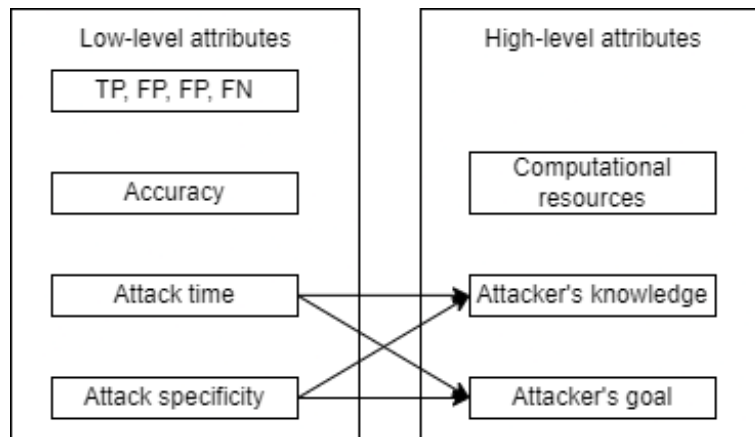 Low-level attributes
TP, FP, FP, FN
Accuracy
Attack time
Attack specificity
High-level attributes
Computational
resources
Attacker's knowledge
Attacker's goal